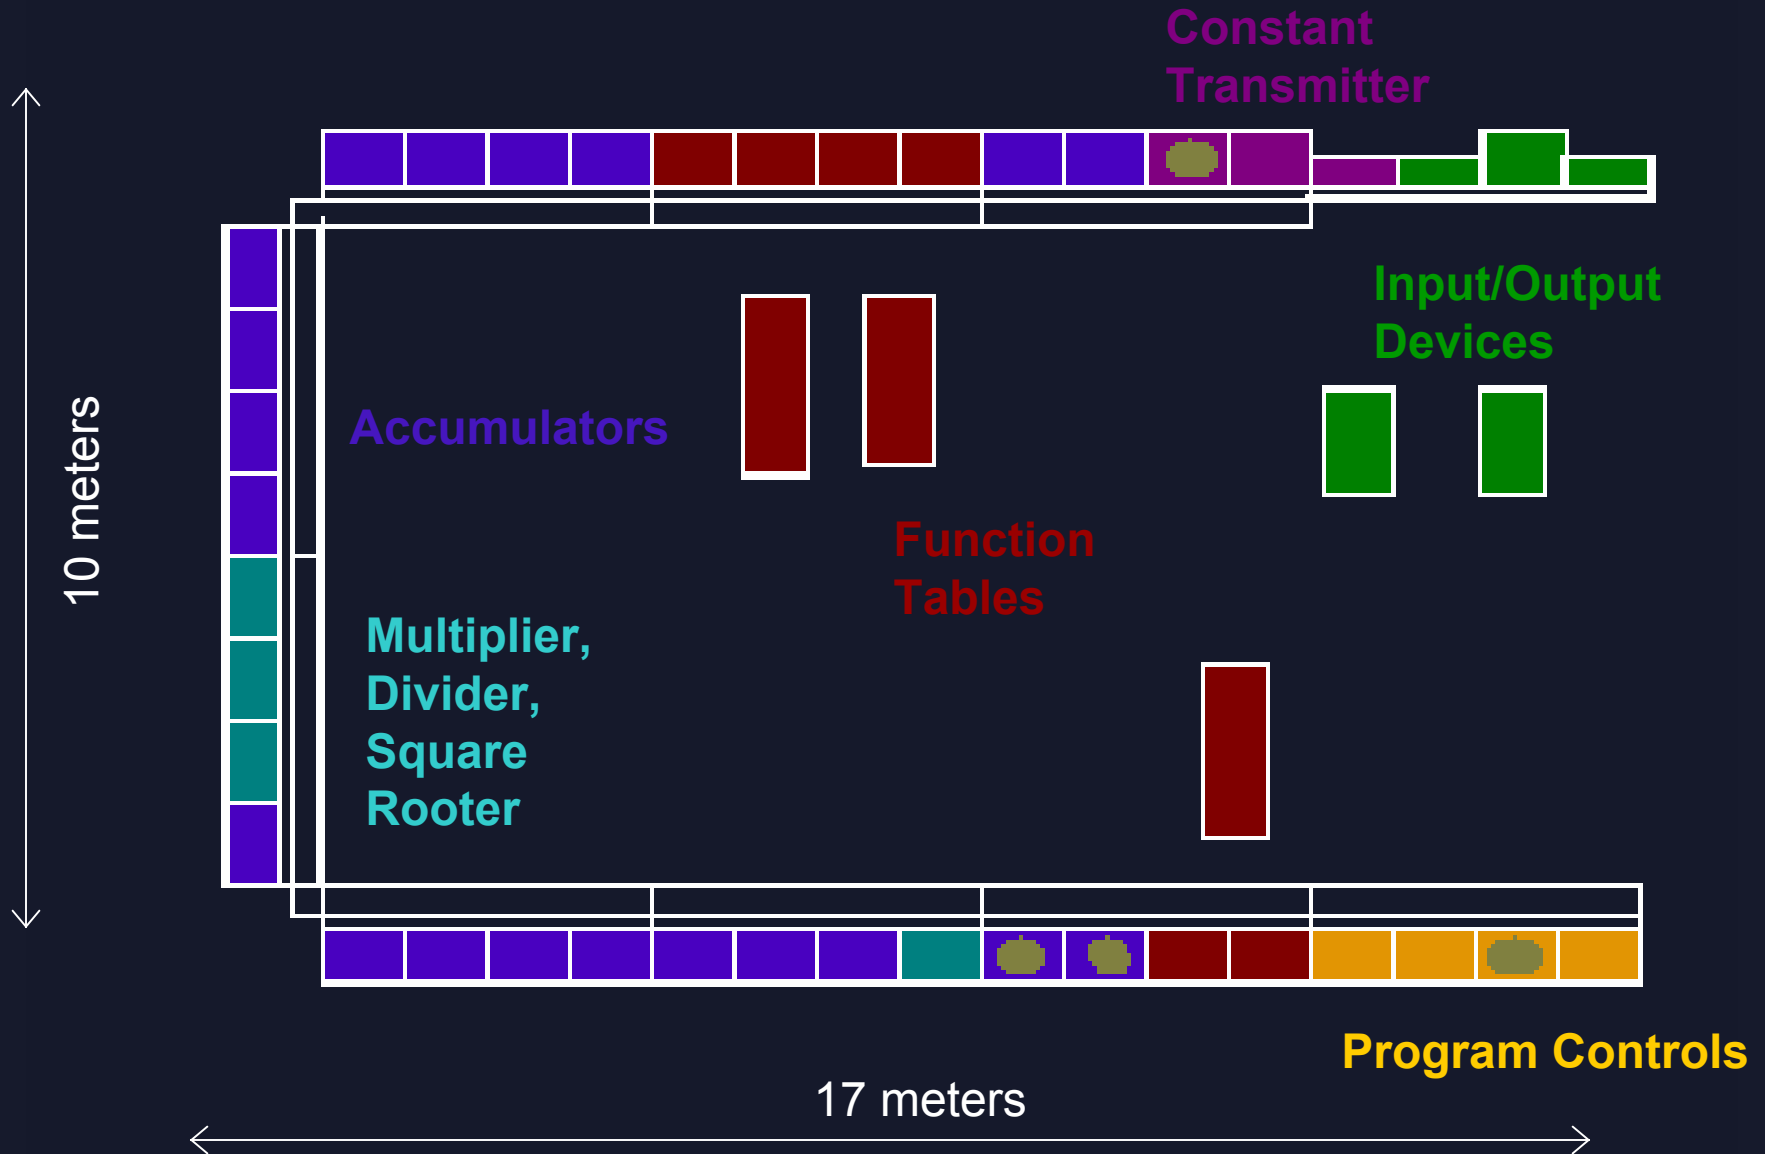 Constant
Transmitter
Input/Output
Devices
Accumulators
10 meters
Function
Tables
Multiplier,
Divider,
Square
Rooter
Program Controls
17 meters